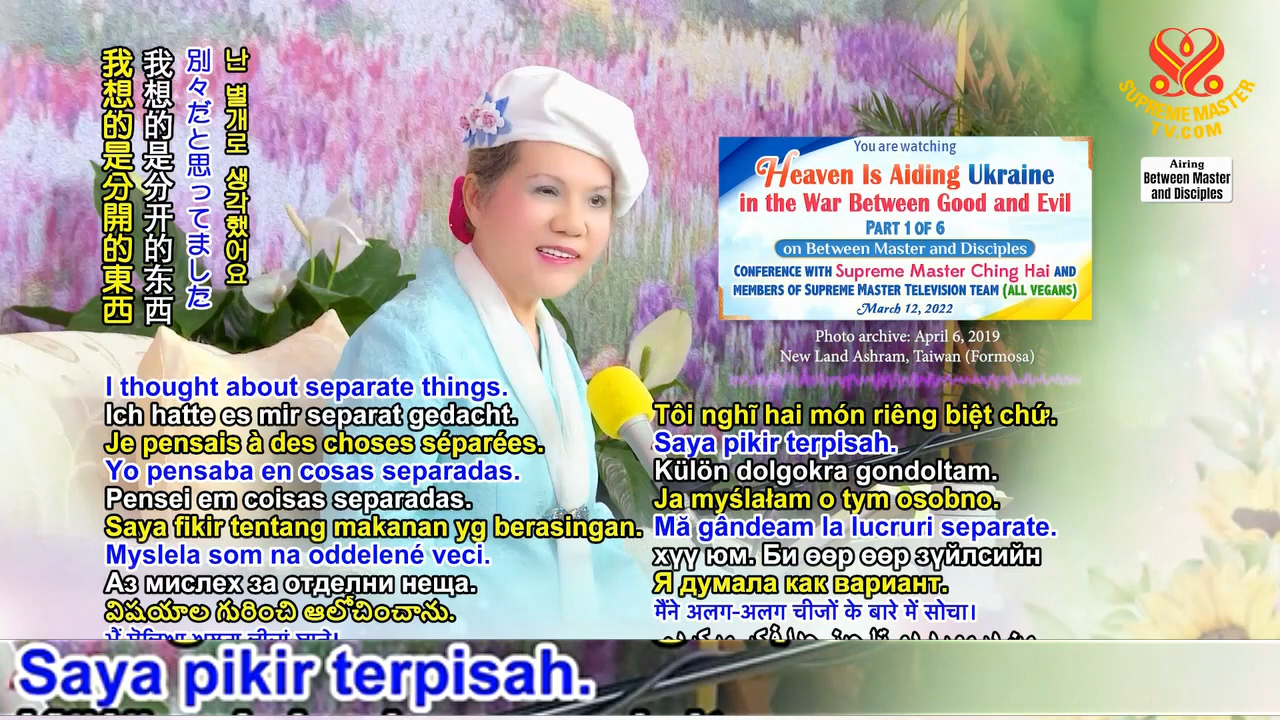 난 별개로 생각했어요
別々だと思ってました
我想的是分开的东西
我想的是分開的東西
SUPREME MASTER
TV.COM
Airing
Between Master
and Disciples
You are watching
Heaven Is Aiding Ukraine
in the War Between Good and Evil
PART 1 OF 6
on Between Master and Disciples
CONFERENCE WITH Supreme Master Ching Hai AND
MEMBERS OF SUPREME MASTER TELEVISION TEAM (ALL VEGANS)
March 12, 2022
Photo archive: April 6, 2019
New Land Ashram, Taiwan (Formosa)
I thought about separate things.
Ich hatte es mir separat gedacht.
Je pensais à des choses séparées.
Yo pensaba en cosas separadas.
Pensei em coisas separadas.
Saya fikir tentang makanan yg berasingan.
Myslela som na oddelené veci.
Аз мислех за отделни неща.
విషయాల గురించి ఆలోచించాను.
Tôi nghĩ hai món riêng biệt chứ.
Saya pikir terpisah.
Külön dolgokra gondoltam.
Ja myślałam o tym osobno.
Mă gândeam la lucruri separate.
хүү юм. Би өөр өөр зүйлсийн
Я думала как вариант.
मैंने अलग-अलग चीजों के बारे में सोचा।
Saya pikir terpisah.